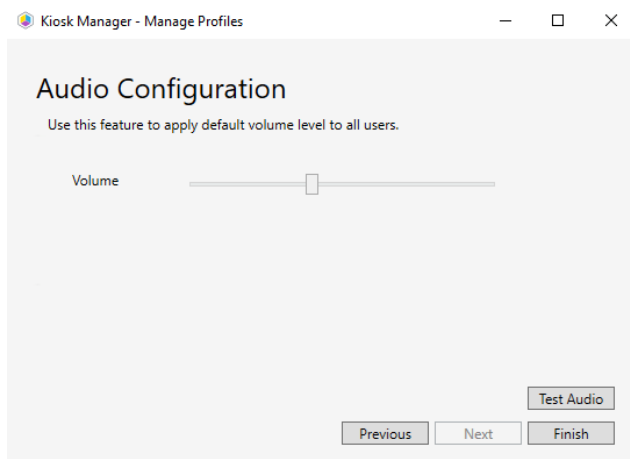 Kiosk Manager - Manage Profiles
Audio Configuration
Use this feature to apply default volume level to all users.
Volume
Test Audio
Previous Next Finish